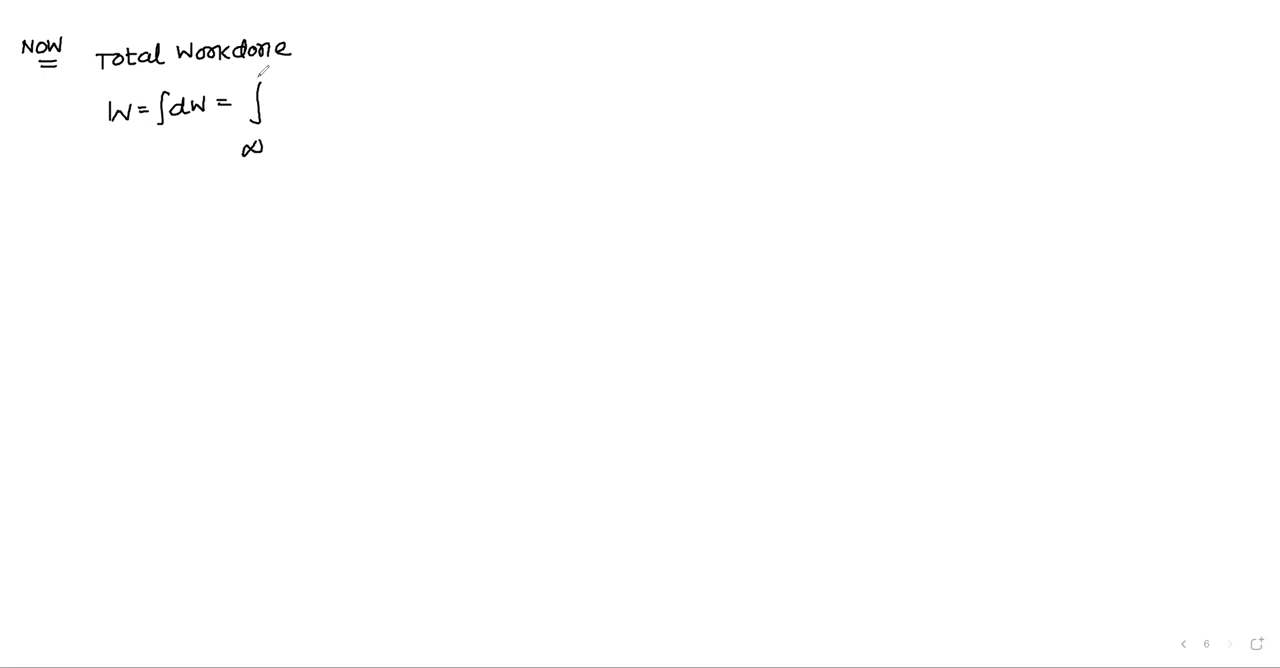 NOW Total Workdone
W = ∫dW = ∫
∞
6